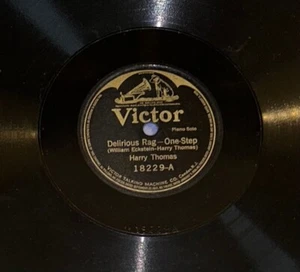 Victor
Piano Solo
Delirious Rag—One-Step
(William Eckstein-Harry Thomas)
Harry Thomas
18229-A
VICTOR TALKING MACHINE CO.